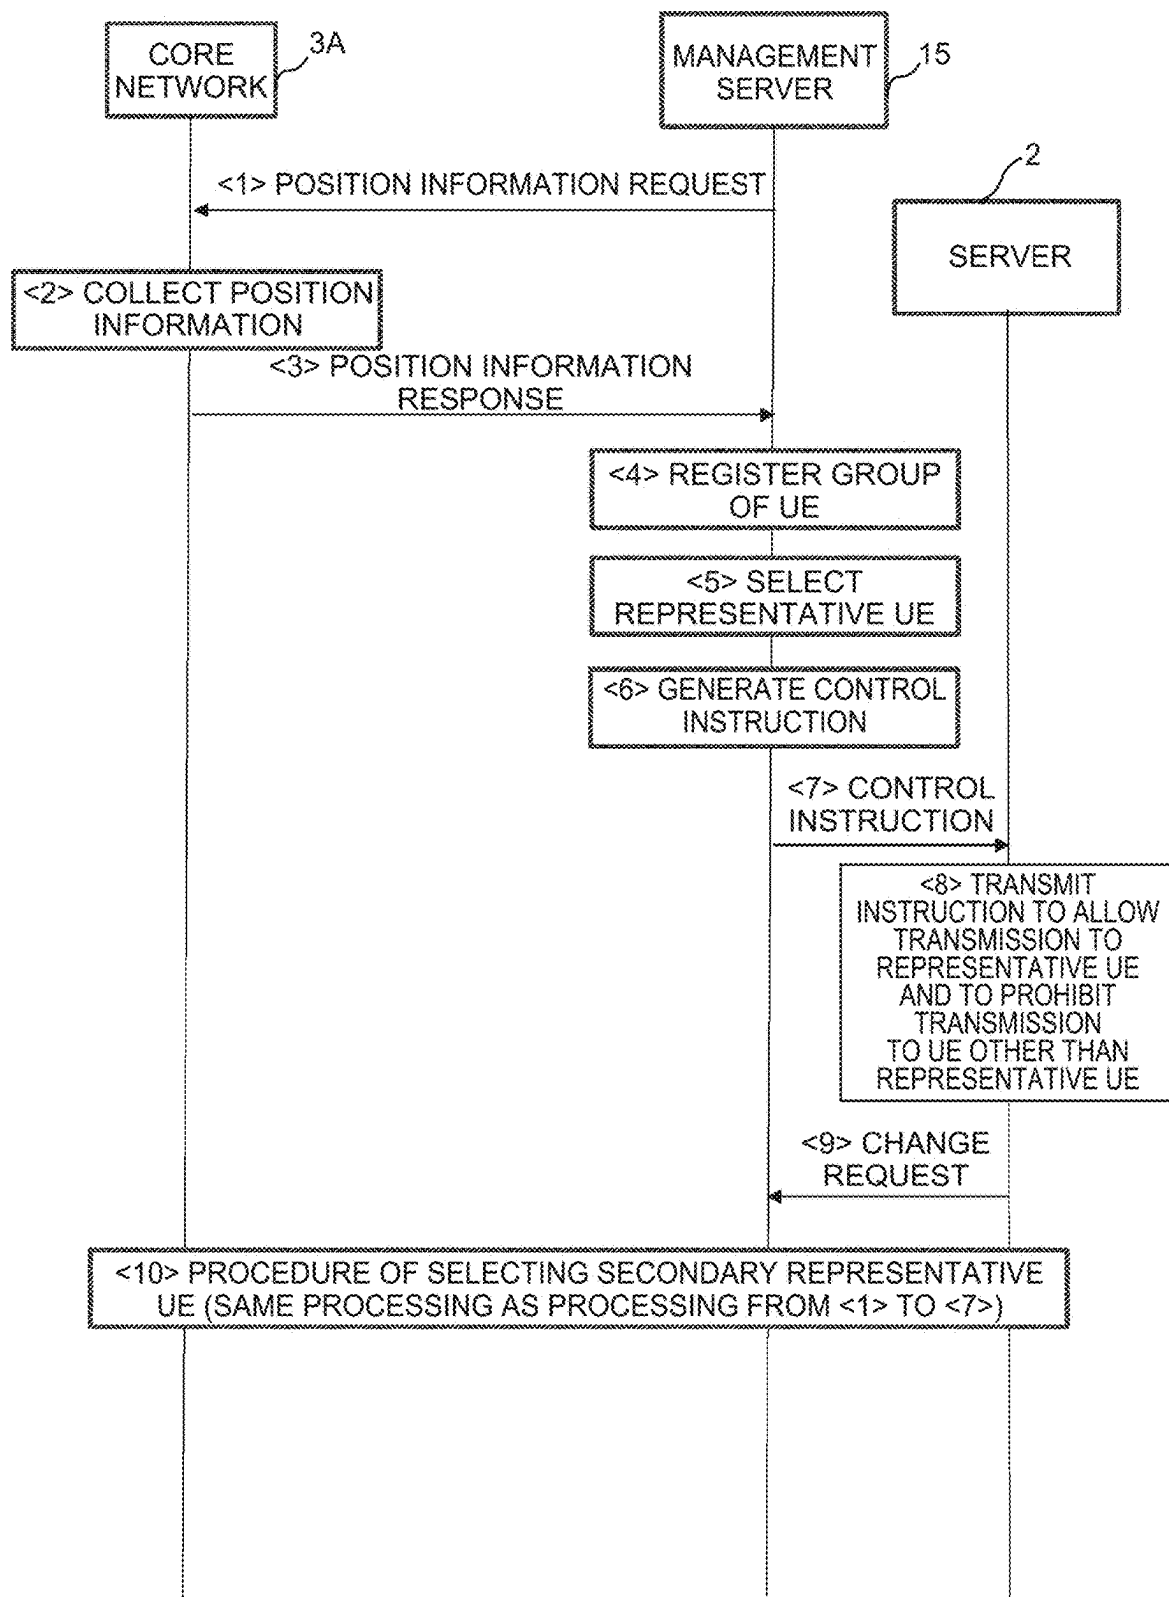 CORE
NETWORK
3A
MANAGEMENT
SERVER
15
<1> POSITION INFORMATION REQUEST
2
SERVER
<2> COLLECT POSITION
INFORMATION
<3> POSITION INFORMATION
RESPONSE
<4> REGISTER GROUP
OF UE
<5> SELECT
REPRESENTATIVE UE
<6> GENERATE CONTROL
INSTRUCTION
<7> CONTROL
INSTRUCTION
<8> TRANSMIT
INSTRUCTION TO ALLOW
TRANSMISSION TO
REPRESENTATIVE UE
AND TO PROHIBIT
TRANSMISSION
TO UE OTHER THAN
REPRESENTATIVE UE
<9> CHANGE
REQUEST
<10> PROCEDURE OF SELECTING SECONDARY REPRESENTATIVE
UE (SAME PROCESSING AS PROCESSING FROM <1> TO <7>)